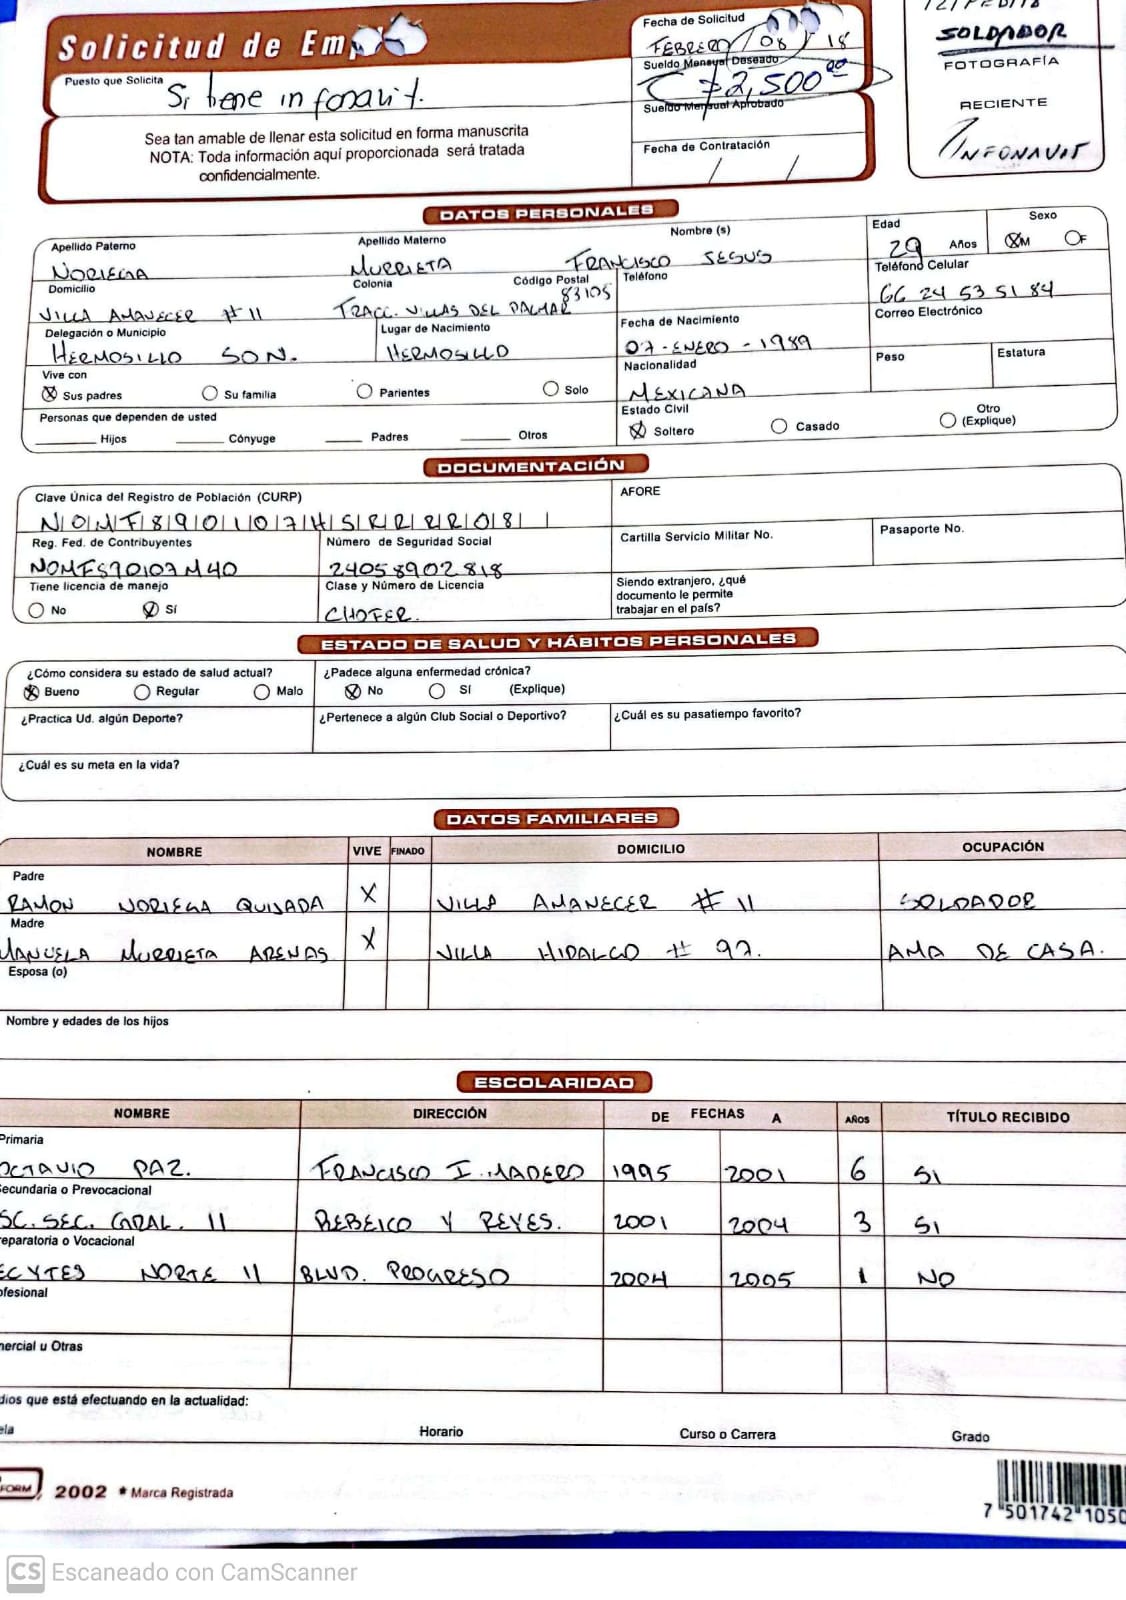 Solicitud de Em
Puesto que Solicita
Si tiene infonavit.
Sea tan amable de llenar esta solicitud en forma manuscrita
NOTA: Toda información aquí proporcionada será tratada
confidencialmente.
Fecha de Solicitud
FEBRERO / 08 / 18
Sueldo Mensual Deseado
2,500 00
Sueldo Mensual Aprobado
Fecha de Contratación
/ /
SOLDADOR
FOTOGRAFÍA
RECIENTE
INFONAVIT
DATOS PERSONALES
Apellido Paterno Apellido Materno Nombre (s) Edad Sexo
NORIEGA MURRIETA FRANCISCO JESUS 29 Años M F
Domicilio Colonia Código Postal Teléfono Teléfono Celular
VILLA AMANECER #11 FRACC. VILLAS DEL PALMAR 83105 66 24 53 51 84
Delegación o Municipio Lugar de Nacimiento Fecha de Nacimiento Correo Electrónico
HERMOSILLO SON. HERMOSILLO 07-ENERO-1989
Vive con Nacionalidad Peso Estatura
Sus padres Su familia Parientes Solo MEXICANA
Personas que dependen de usted Estado Civil
Hijos Cónyuge Padres Otros Soltero Casado Otro (Explique)
DOCUMENTACIÓN
Clave Única del Registro de Población (CURP) AFORE
N|O|M|F|8|9|0|1|0|7|H|S|R|R|R|R|0|8|
Reg. Fed. de Contribuyentes Número de Seguridad Social Cartilla Servicio Militar No. Pasaporte No.
24058902818
Tiene licencia de manejo Clase y Número de Licencia Siendo extranjero, ¿qué
documento le permite
trabajar en el país?
No Sí CHOFER.
ESTADO DE SALUD Y HÁBITOS PERSONALES
¿Cómo considera su estado de salud actual? ¿Padece alguna enfermedad crónica?
Bueno Regular Malo No Sí (Explique)
¿Practica Ud. algún Deporte? ¿Pertenece a algún Club Social o Deportivo? ¿Cuál es su pasatiempo favorito?
¿Cuál es su meta en la vida?
DATOS FAMILIARES
NOMBRE VIVE FINADO DOMICILIO OCUPACIÓN
Padre
RAMON NORIEGA QUIJADA X VILLA AMANECER #11 SOLDADOR
Madre
MANUELA MURRIETA ARENAS X VILLA HIDALGO #97. AMA DE CASA.
Esposa (o)
Nombre y edades de los hijos
ESCOLARIDAD
NOMBRE DIRECCIÓN DE FECHAS A AÑOS TÍTULO RECIBIDO
Primaria
OCTAVIO PAZ. FRANCISCO I. MADERO 1995 2001 6 SI
ecundaria o Prevocacional
SC. SEC. GRAL. 11 REBEICO Y REYES. 2001 2004 3 SI
reparatoria o Vocacional
ECYTES NORTE 11 BLVD. PROGRESO 2004 2005 1 NO
ofesional
mercial u Otras
dios que está efectuando en la actualidad:
ela Horario Curso o Carrera Grado
FORM 2002 * Marca Registrada
7 501742 1050
CS Escaneado con CamScanner